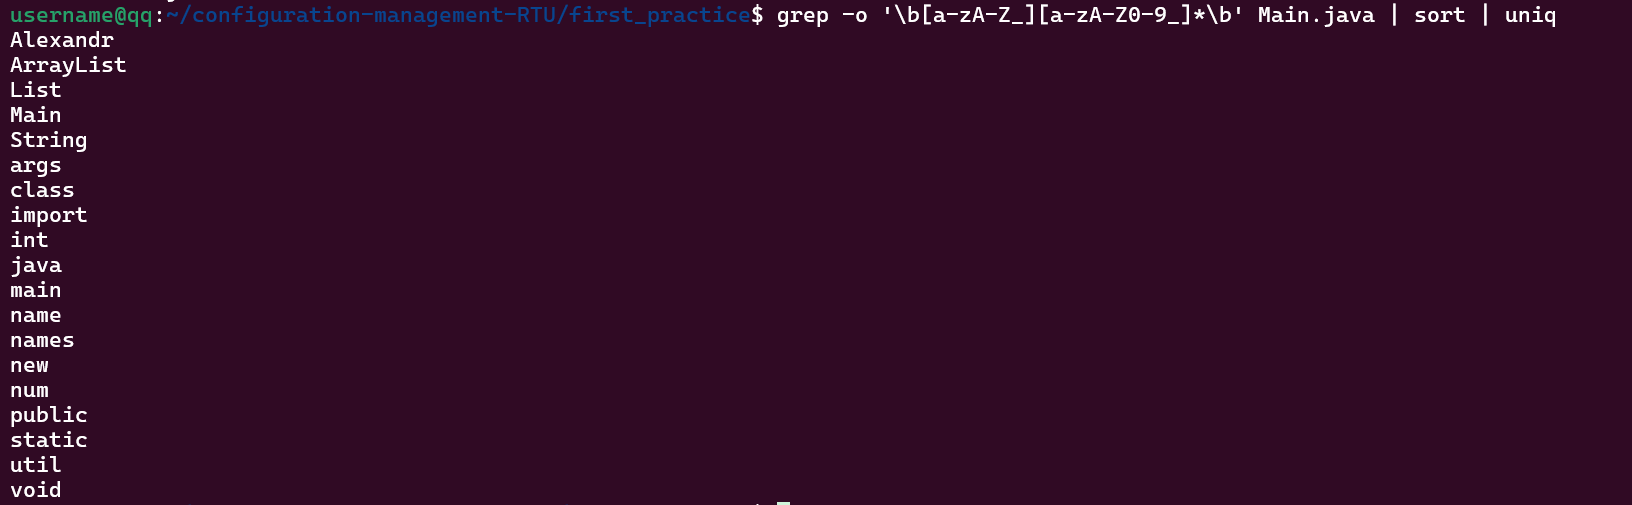 username@qq:~/configuration-management-RTU/first_practice$ grep -o '\b[a-zA-Z_][a-zA-Z0-9_]*\b' Main.java | sort | uniq
Alexandr
ArrayList
List
Main
String
args
class
import
int
java
main
name
names
new
num
public
static
util
void